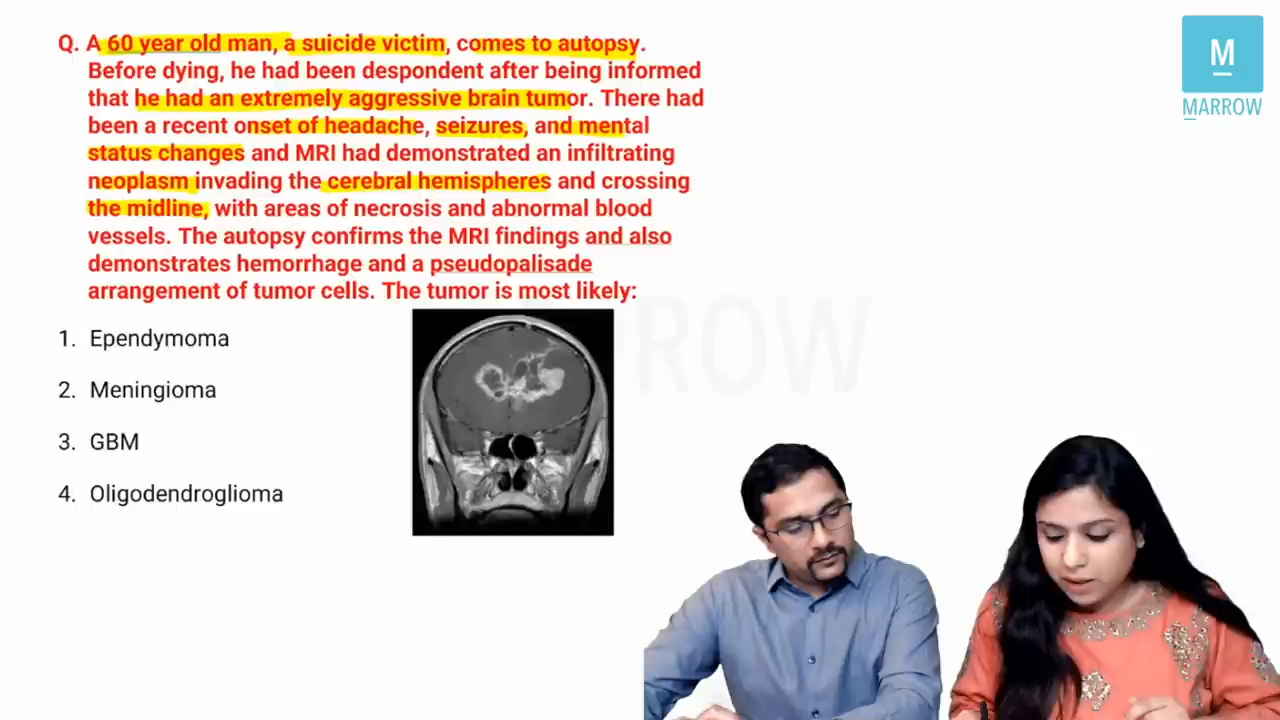 Q. A 60 year old man, a suicide victim, comes to autopsy.
Before dying, he had been despondent after being informed
that he had an extremely aggressive brain tumor. There had
been a recent onset of headache, seizures, and mental
status changes and MRI had demonstrated an infiltrating
neoplasm invading the cerebral hemispheres and crossing
the midline, with areas of necrosis and abnormal blood
vessels. The autopsy confirms the MRI findings and also
demonstrates hemorrhage and a pseudopalisade
arrangement of tumor cells. The tumor is most likely:
1. Ependymoma
2. Meningioma
3. GBM
4. Oligodendroglioma
M
MARROW
ROW